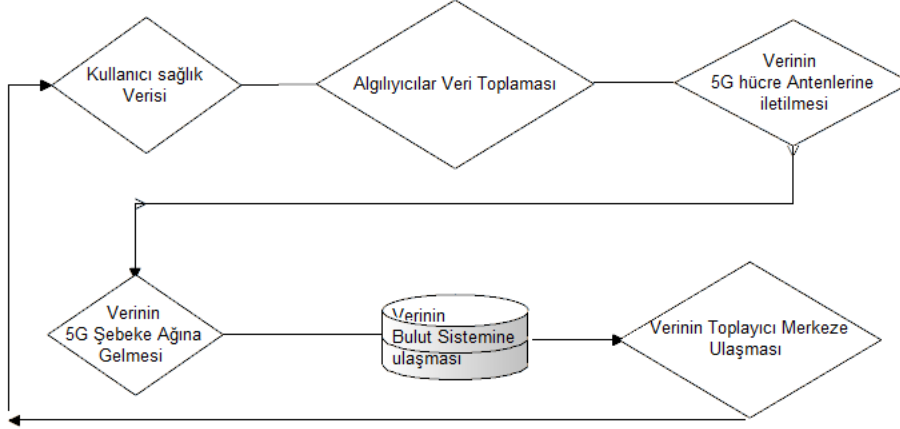 Kullanıcı sağlık
Verisi
Algılıyıcılar Veri Toplaması
Verinin
5G hücre Antenlerine
iletilmesi
Verinin
5G Şebeke Ağına
Gelmesi
Verinin
Bulut Sistemine
ulaşması
Verinin Toplayıcı Merkeze
Ulaşması